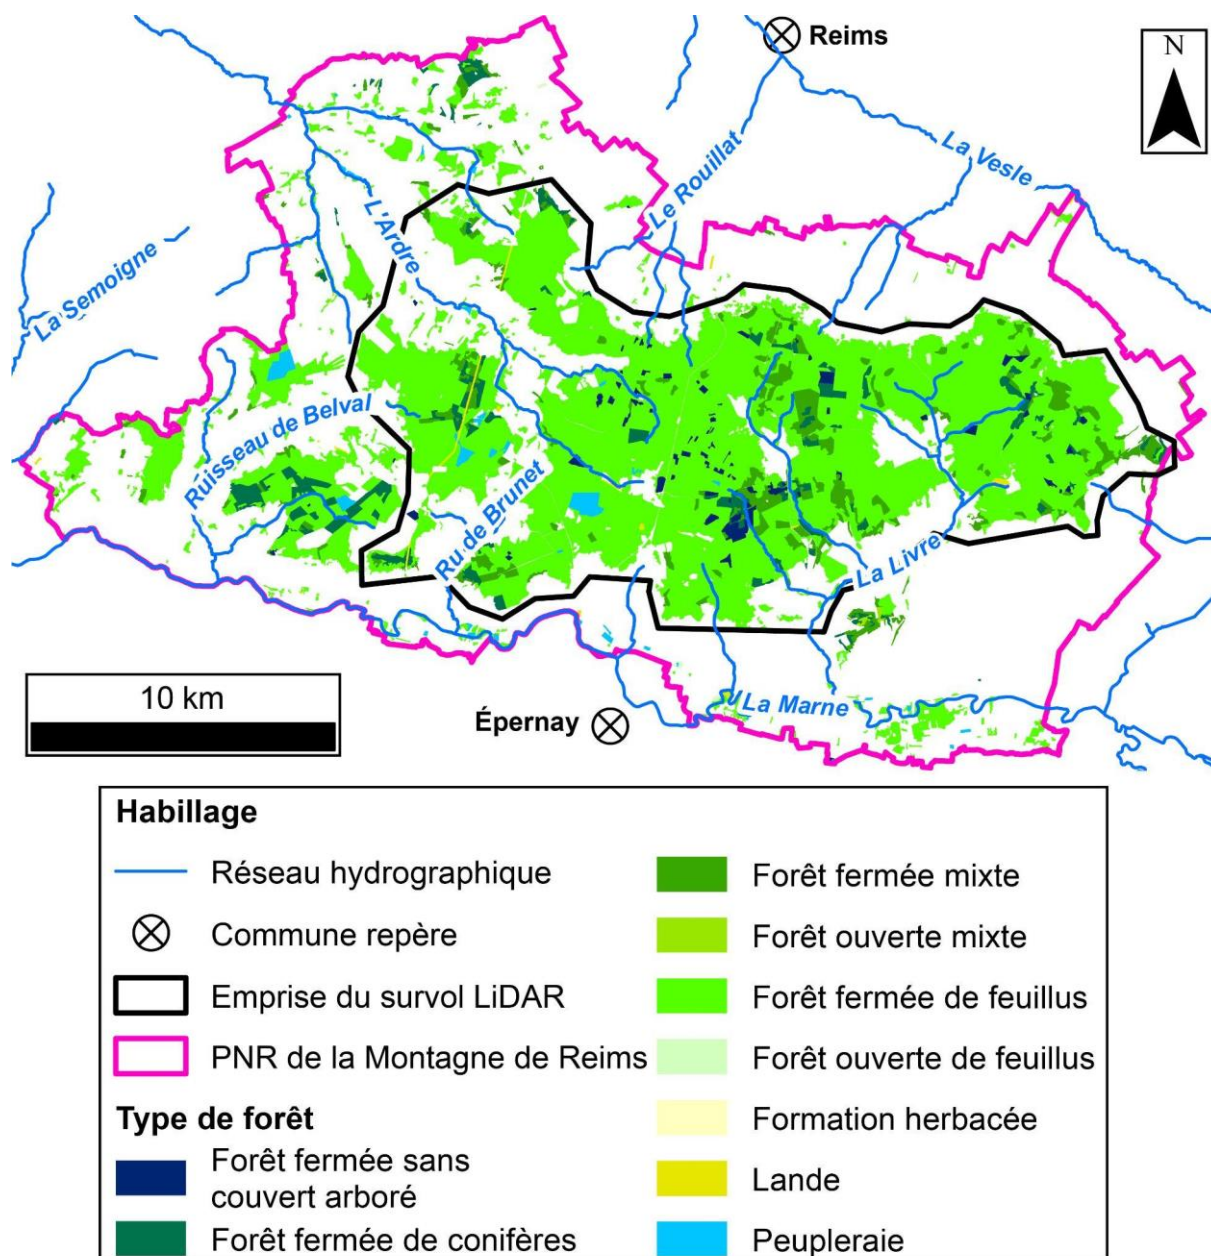 Reims
N
La Vesle
Le Rouillat
L'Ardre
La Semoigne
Ruisseau de Belval
Ru de Brunet
La Livre
10 km
La Marne
Épernay
Habillage
Réseau hydrographique
Commune repère
Emprise du survol LiDAR
PNR de la Montagne de Reims
Type de forêt
Forêt fermée sans
couvert arboré
Forêt fermée de conifères
Forêt fermée mixte
Forêt ouverte mixte
Forêt fermée de feuillus
Forêt ouverte de feuillus
Formation herbacée
Lande
Peupleraie